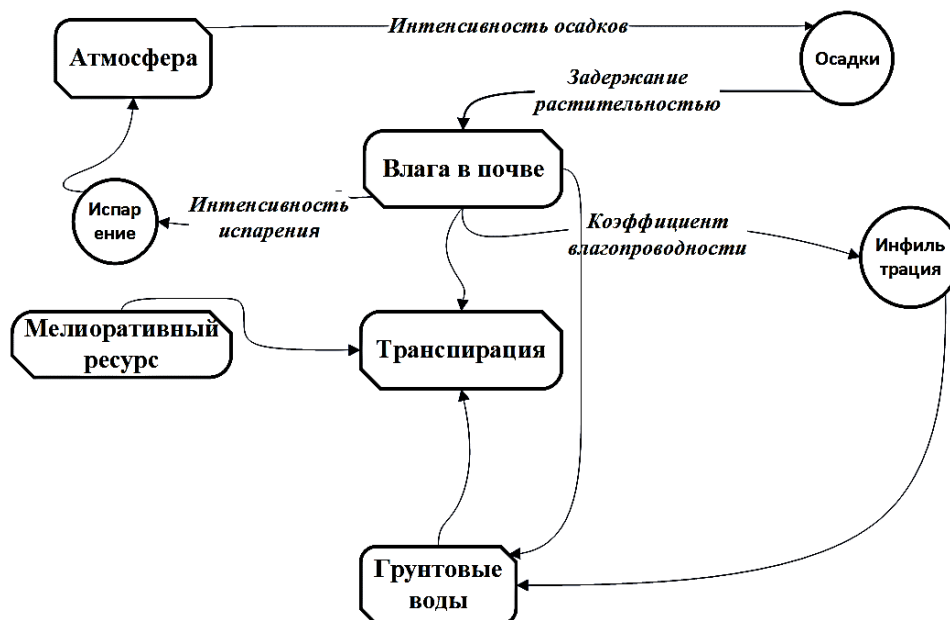 Интенсивность осадков
Атмосфера
Осадки
Задержание
растительностью
Влага в почве
Испар
ение
Интенсивность
испарения
Коэффициент
влагопроводности
Инфиль
трация
Мелиоративный
ресурс
Транспирация
Грунтовые
воды